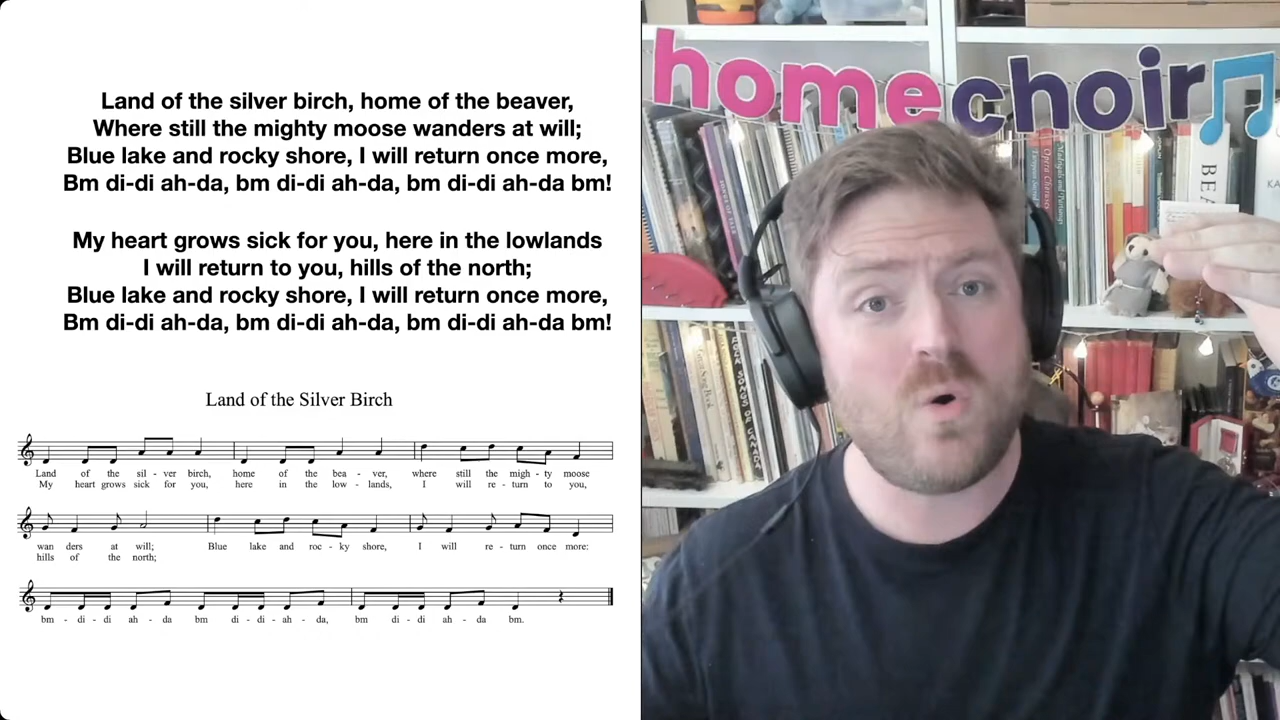 Land of the silver birch, home of the beaver,
Where still the mighty moose wanders at will;
Blue lake and rocky shore, I will return once more,
Bm di-di ah-da, bm di-di ah-da, bm di-di ah-da bm!
My heart grows sick for you, here in the lowlands
I will return to you, hills of the north;
Blue lake and rocky shore, I will return once more,
Bm di-di ah-da, bm di-di ah-da, bm di-di ah-da bm!
Land of the Silver Birch
Land of the sil - ver birch, home of the bea - ver, where still the migh - ty moose
My heart grows sick for you, here in the low - lands, I will re - turn to you,
wan ders at will; Blue lake and roc - ky shore, I will re - turn once more:
hills of the north;
bm - di - di ah - da bm di - di - ah - da, bm di - di ah - da bm.
homechoir
SONGS OF CANADA
BEA
KA